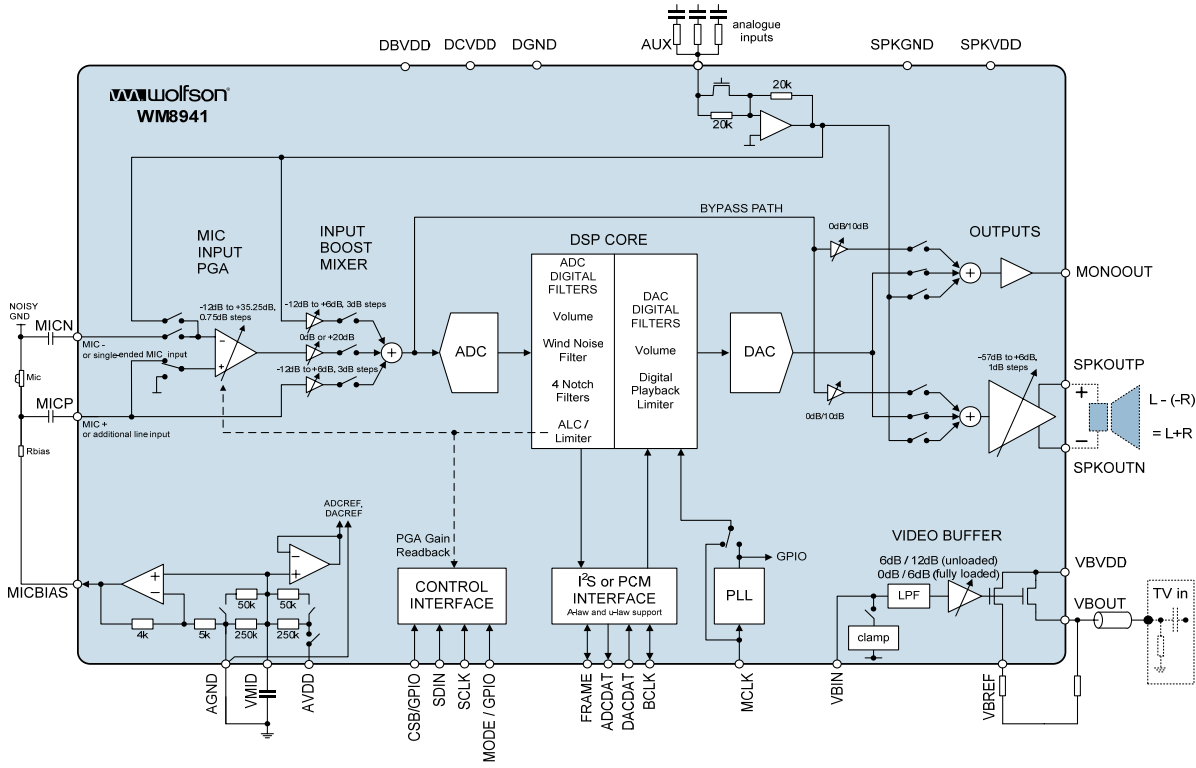 analogue
inputs
AUX
DBVDD
DCVDD
DGND
SPKGND
SPKVDD
wolfson
WM8941
20k
20k
BYPASS PATH
MIC
INPUT
PGA
INPUT
BOOST
MIXER
DSP CORE
OUTPUTS
0dB/10dB
ADC
DIGITAL
FILTERS
Volume
Wind Noise
Filter
4 Notch
Filters
ALC /
Limiter
DAC
DIGITAL
FILTERS
Volume
Digital
Playback
Limiter
MONOOUT
NOISY
GND
MICN
-12dB to +35.25dB,
0.75dB steps
-12dB to +6dB, 3dB steps
0dB or +20dB
-12dB to +6dB, 3dB steps
MIC -
or single-ended MIC input
−
+
+
ADC
DAC
Mic
MICP
MIC +
or additional line input
Rbias
+
+
0dB/10dB
-57dB to +6dB,
1dB steps
SPKOUTP
+
−
L - (-R)
= L+R
SPKOUTN
ADCREF,
DACREF
PGA Gain
Readback
VIDEO BUFFER
6dB / 12dB (unloaded)
0dB / 6dB (fully loaded)
VBVDD
MICBIAS
+
−
−
+
50k
50k
4k
5k
250k
250k
CONTROL
INTERFACE
I2S or PCM
INTERFACE
A-law and u-law support
PLL
GPIO
LPF
clamp
VBOUT
TV in
AGND
VMID
AVDD
CSB/GPIO
SDIN
SCLK
MODE / GPIO
FRAME
ADCDAT
DACDAT
BCLK
MCLK
VBIN
VBREF